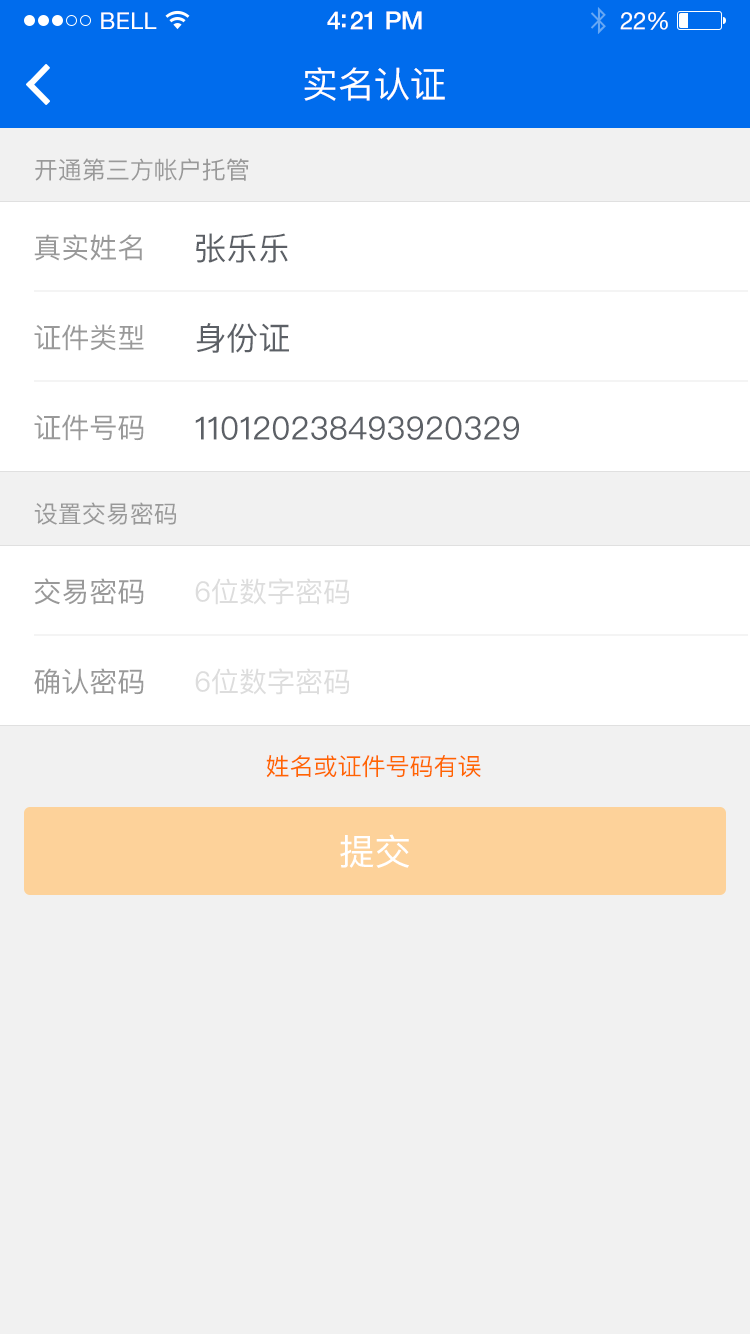 BELL 4:21 PM 22%
实名认证
开通第三方帐户托管
真实姓名 张乐乐
证件类型 身份证
证件号码 110120238493920329
设置交易密码
交易密码 6位数字密码
确认密码 6位数字密码
姓名或证件号码有误
提交